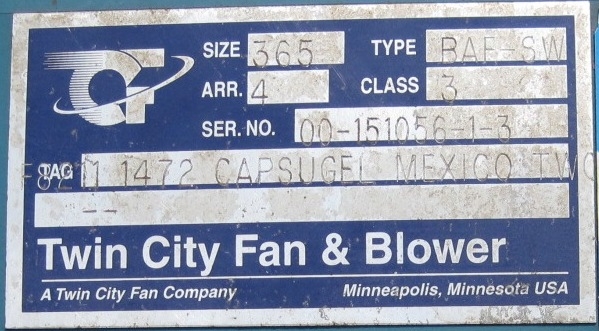 SIZE 365 TYPE BAF-SW
ARR. 4 CLASS 3
SER. NO. 00-151056-1-3
TAG 1472 CAPSUGEL MEXICO TWO
--
Twin City Fan & Blower
A Twin City Fan Company Minneapolis, Minnesota USA